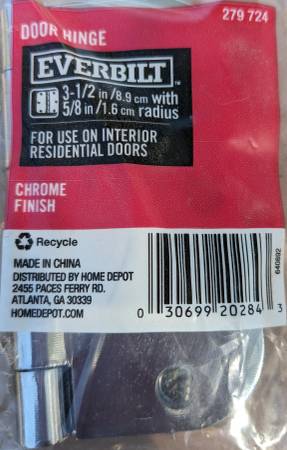 279 724
DOOR HINGE
EVERBILT™
3-1/2 in/8.9 cm with
5/8 in/1.6 cm radius
FOR USE ON INTERIOR
RESIDENTIAL DOORS
CHROME
FINISH
Recycle
MADE IN CHINA
DISTRIBUTED BY HOME DEPOT
2455 PACES FERRY RD.
ATLANTA, GA 30339
HOMEDEPOT.COM
0 30699 20284 3
640892